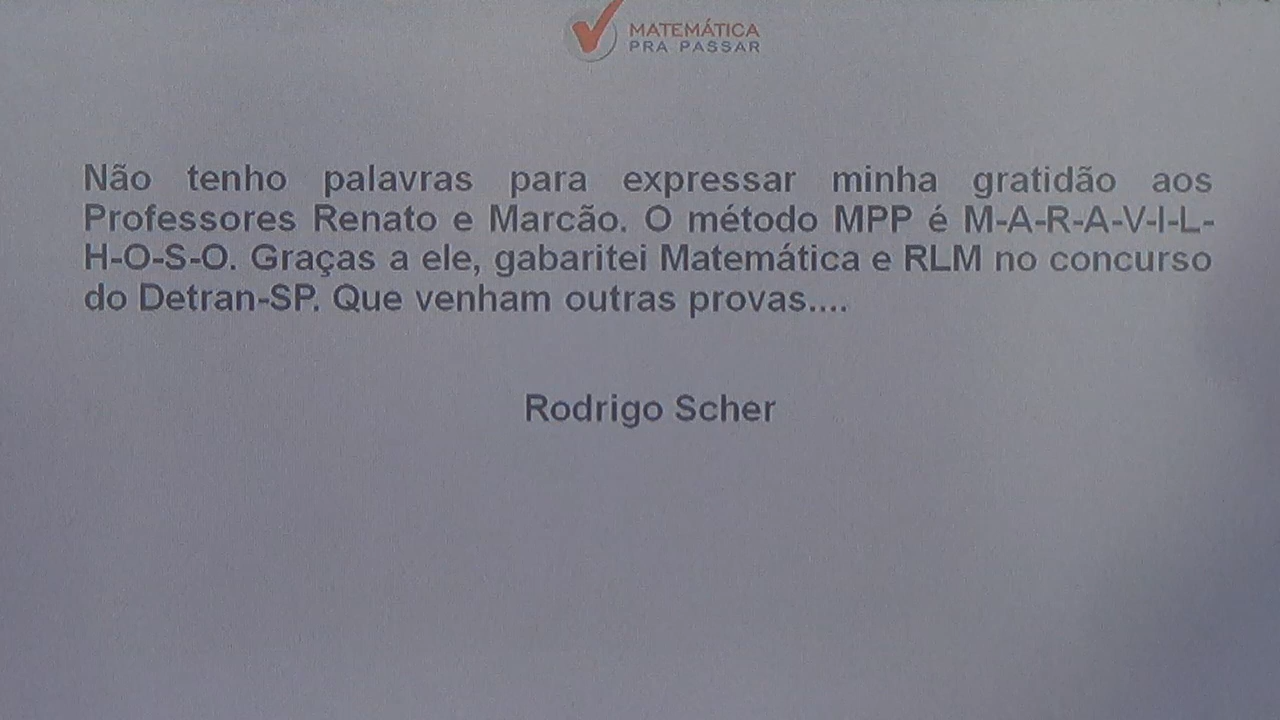 MATEMÁTICA
PRA PASSAR
Não tenho palavras para expressar minha gratidão aos
Professores Renato e Marcão. O método MPP é M-A-R-A-V-I-L-
H-O-S-O. Graças a ele, gabaritei Matemática e RLM no concurso
do Detran-SP. Que venham outras provas....
Rodrigo Scher